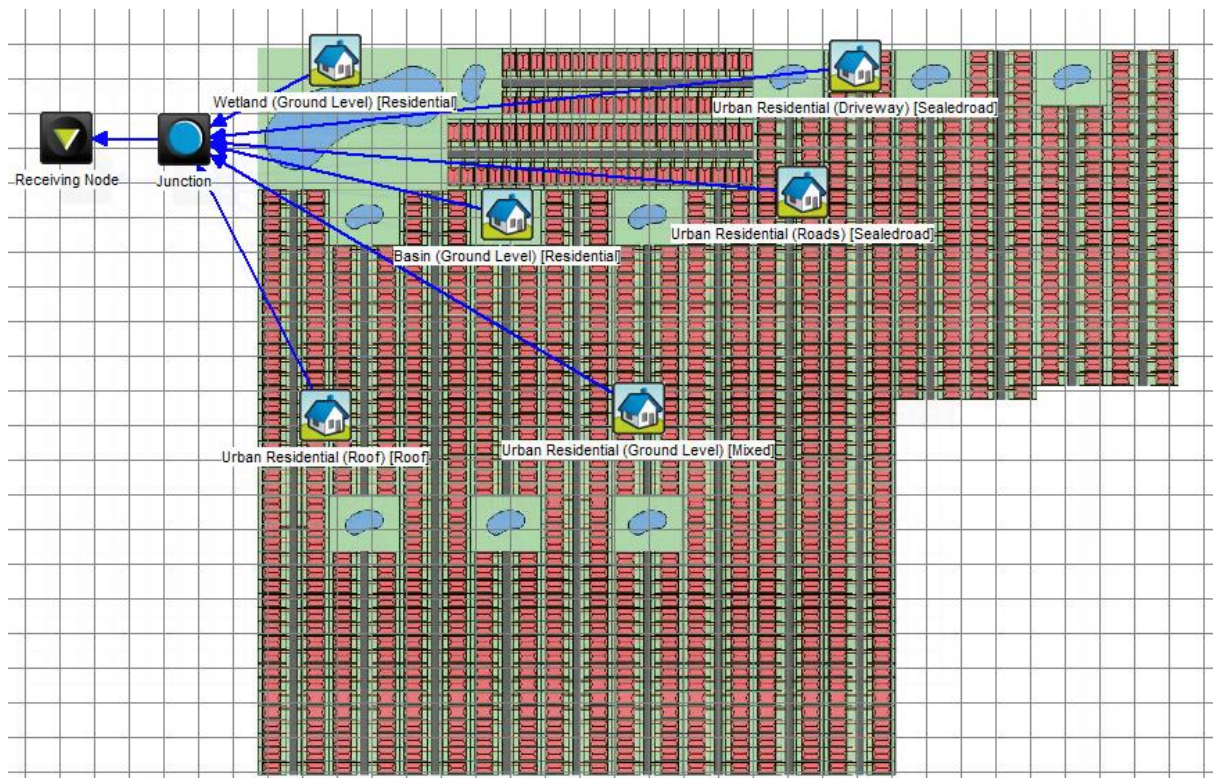 Wetland (Ground Level) [Residential]
Urban Residential (Driveway) [Sealedroad]
Receiving Node
Junction
Urban Residential (Roads) [Sealedroad]
Basin (Ground Level) [Residential]
Urban Residential (Roof) [Roof]
Urban Residential (Ground Level) [Mixed]